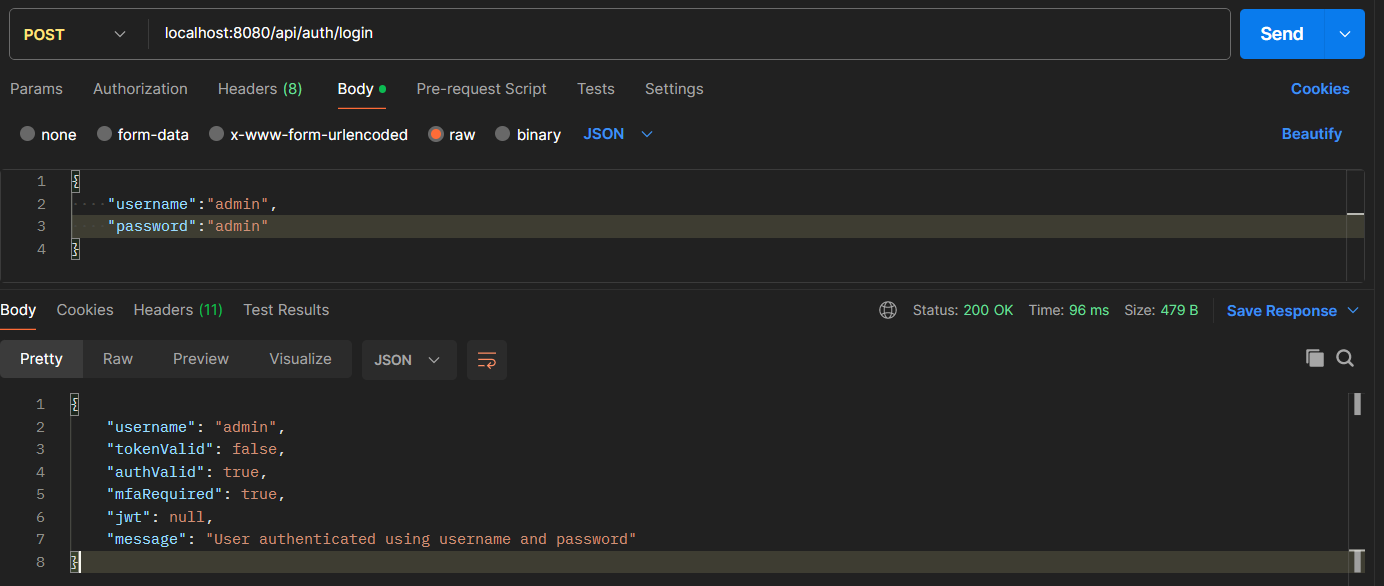 POST localhost:8080/api/auth/login Send
Params Authorization Headers (8) Body Pre-request Script Tests Settings Cookies
none form-data x-www-form-urlencoded raw binary JSON Beautify
1 {
2 "username":"admin",
3 "password":"admin"
4 }
Body Cookies Headers (11) Test Results Status: 200 OK Time: 96 ms Size: 479 B Save Response
Pretty Raw Preview Visualize JSON
1 {
2 "username": "admin",
3 "tokenValid": false,
4 "authValid": true,
5 "mfaRequired": true,
6 "jwt": null,
7 "message": "User authenticated using username and password"
8 }